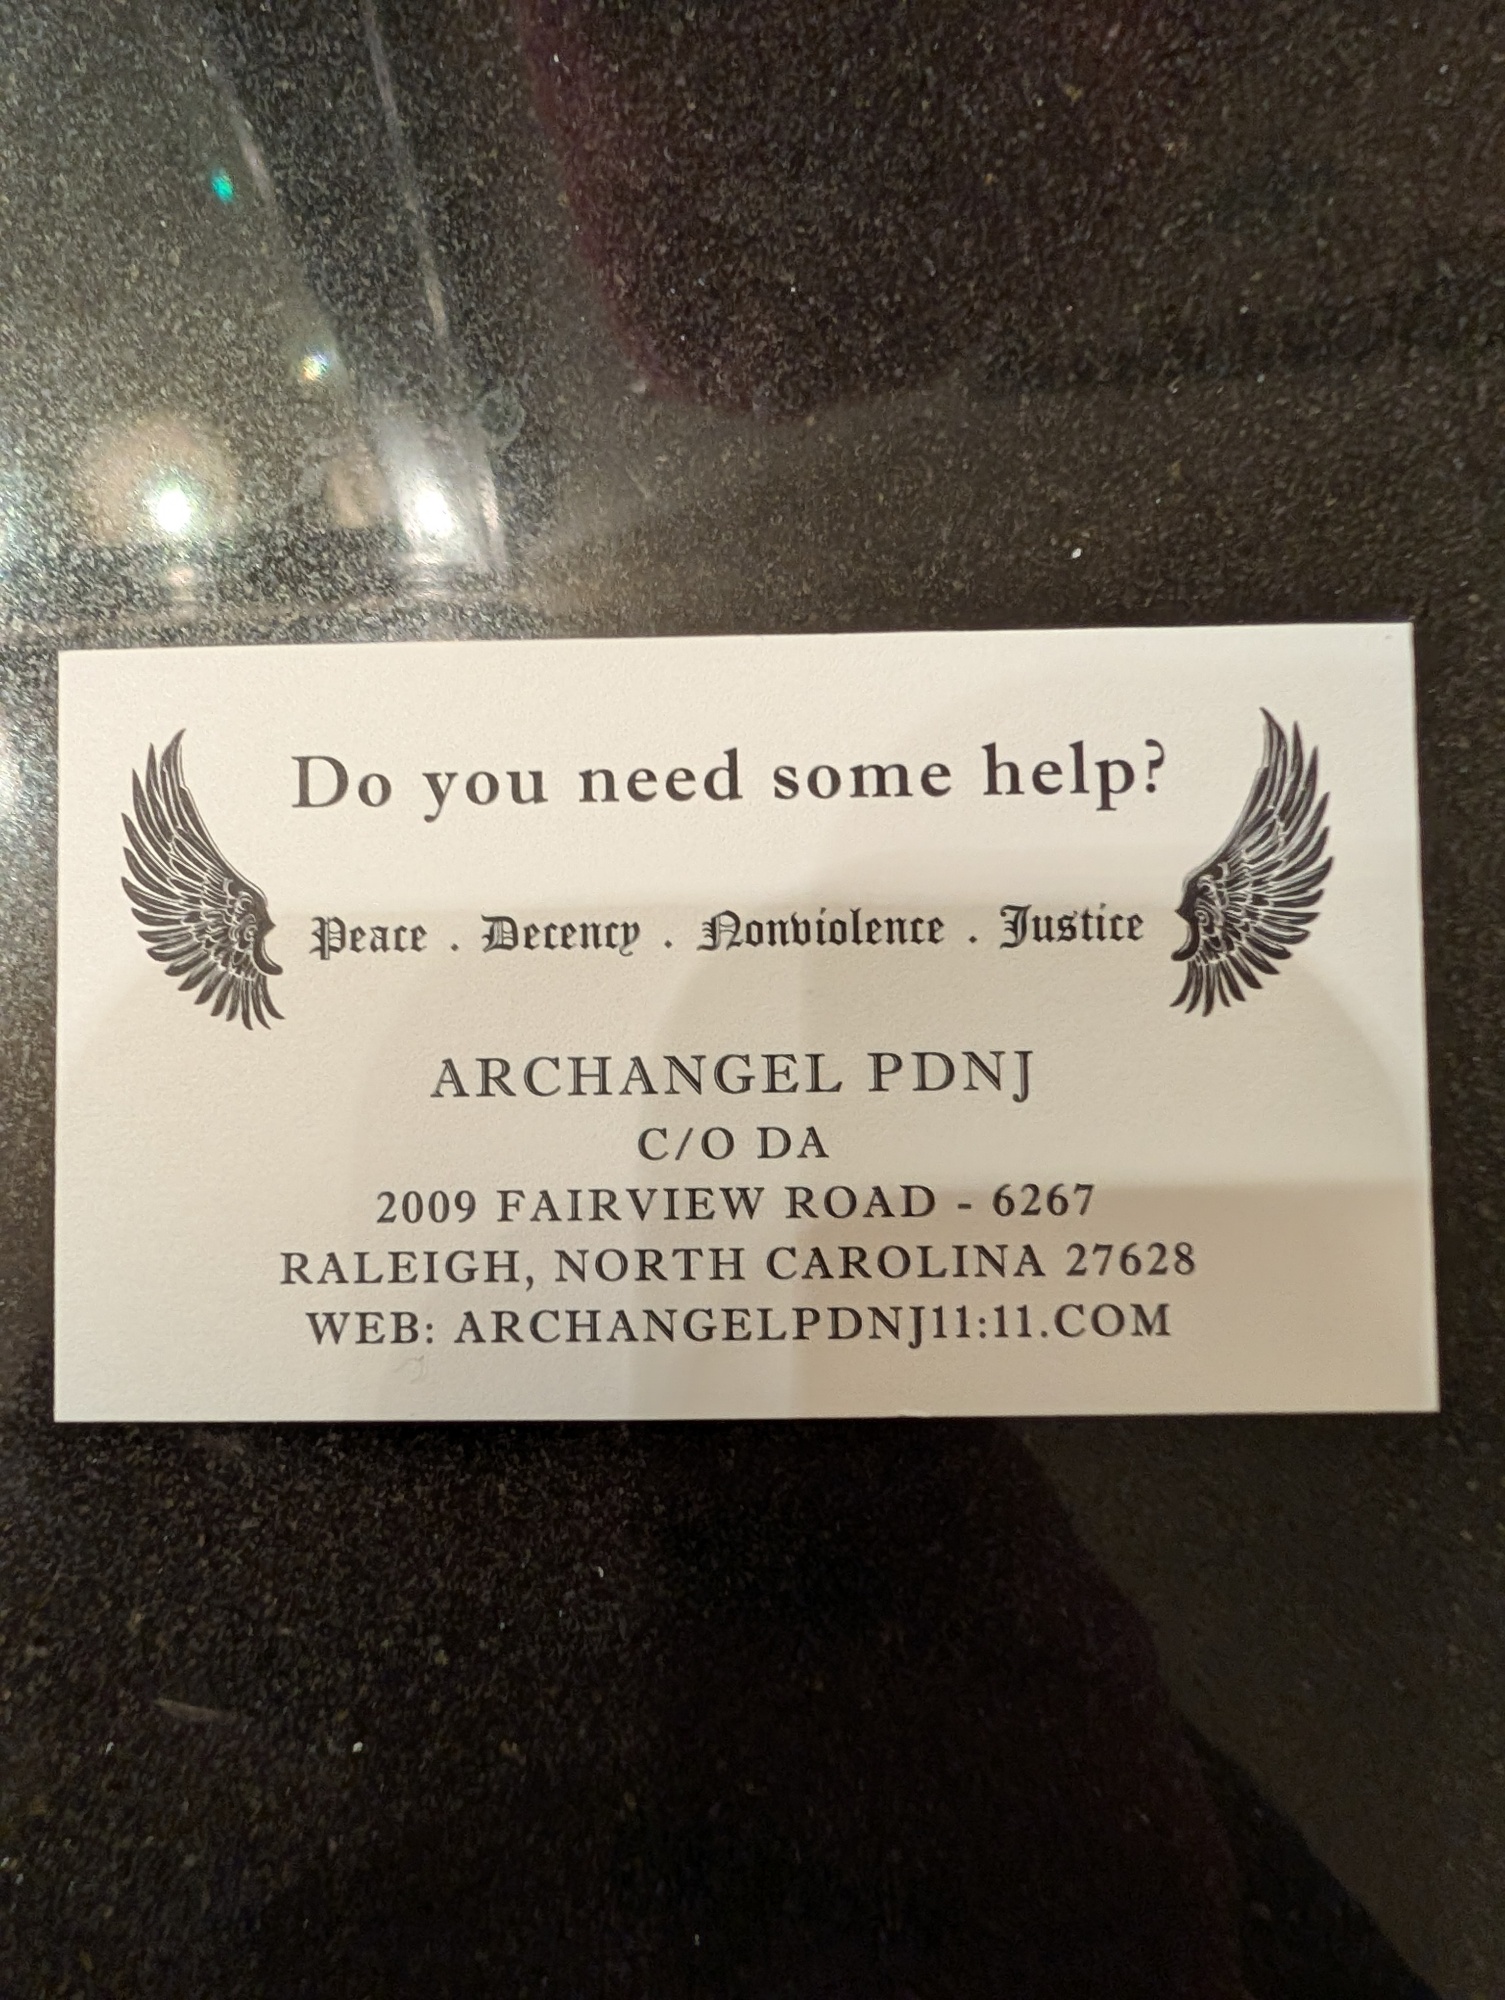 Do you need some help?
Peace . Decency . Nonviolence . Justice
ARCHANGEL PDNJ
C/O DA
2009 FAIRVIEW ROAD - 6267
RALEIGH, NORTH CAROLINA 27628
WEB: ARCHANGELPDNJ11:11.COM